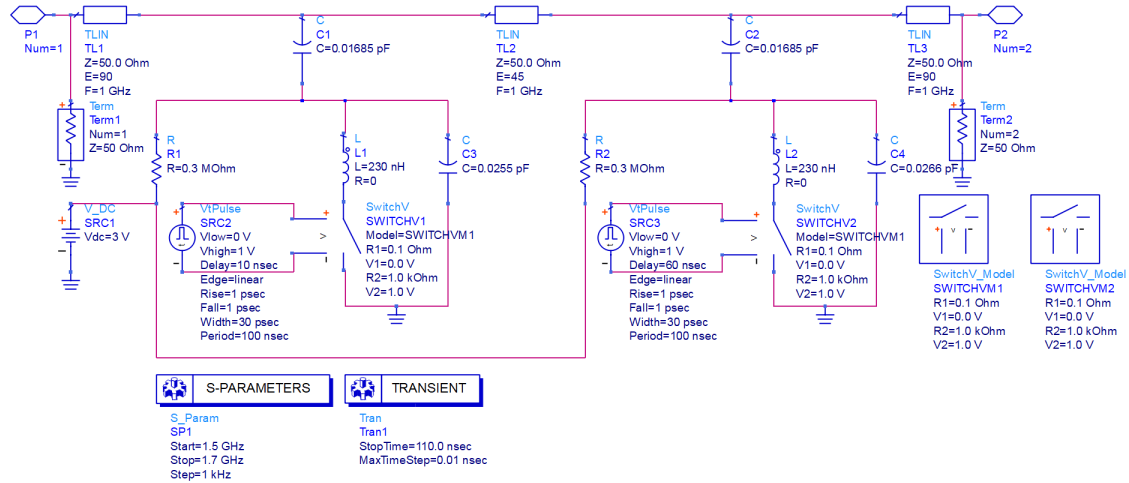 P1
Num=1
TLIN
TL1
Z=50.0 Ohm
E=90
F=1 GHz
C
C1
C=0.01685 pF
TLIN
TL2
Z=50.0 Ohm
E=45
F=1 GHz
C
C2
C=0.01685 pF
TLIN
TL3
Z=50.0 Ohm
E=90
F=1 GHz
P2
Num=2
Term
Term1
Num=1
Z=50 Ohm
R
R1
R=0.3 MOhm
L
L1
L=230 nH
R=0
C
C3
C=0.0255 pF
R
R2
R=0.3 MOhm
L
L2
L=230 nH
R=0
C
C4
C=0.0266 pF
Term
Term2
Num=2
Z=50 Ohm
V_DC
SRC1
Vdc=3 V
VtPulse
SRC2
Vlow=0 V
Vhigh=1 V
Delay=10 nsec
Edge=linear
Rise=1 psec
Fall=1 psec
Width=30 psec
Period=100 nsec
SwitchV
SWITCHV1
Model=SWITCHVM1
R1=0.1 Ohm
V1=0.0 V
R2=1.0 kOhm
V2=1.0 V
VtPulse
SRC3
Vlow=0 V
Vhigh=1 V
Delay=60 nsec
Edge=linear
Rise=1 psec
Fall=1 psec
Width=30 psec
Period=100 nsec
SwitchV
SWITCHV2
Model=SWITCHVM1
R1=0.1 Ohm
V1=0.0 V
R2=1.0 kOhm
V2=1.0 V
SwitchV_Model
SWITCHVM1
R1=0.1 Ohm
V1=0.0 V
R2=1.0 kOhm
V2=1.0 V
SwitchV_Model
SWITCHVM2
R1=0.1 Ohm
V1=0.0 V
R2=1.0 kOhm
V2=1.0 V
S-PARAMETERS
S_Param
SP1
Start=1.5 GHz
Stop=1.7 GHz
Step=1 kHz
TRANSIENT
Tran
Tran1
StopTime=110.0 nsec
MaxTimeStep=0.01 nsec